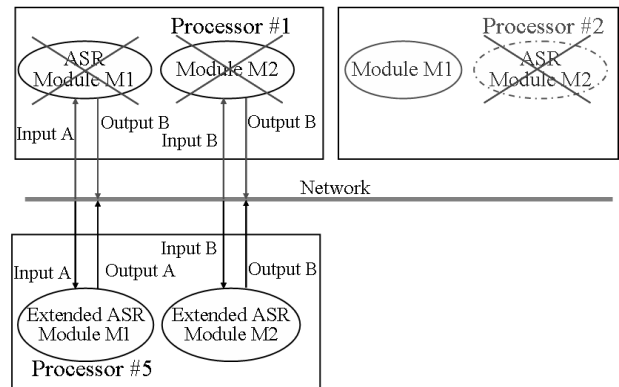 Processor #1
Processor #2
ASR
Module M1
Module M2
Module M1
ASR
Module M2
Input A
Output B
Input B
Output B
Network
Input A
Output A
Input B
Output B
Extended ASR
Module M1
Extended ASR
Module M2
Processor #5